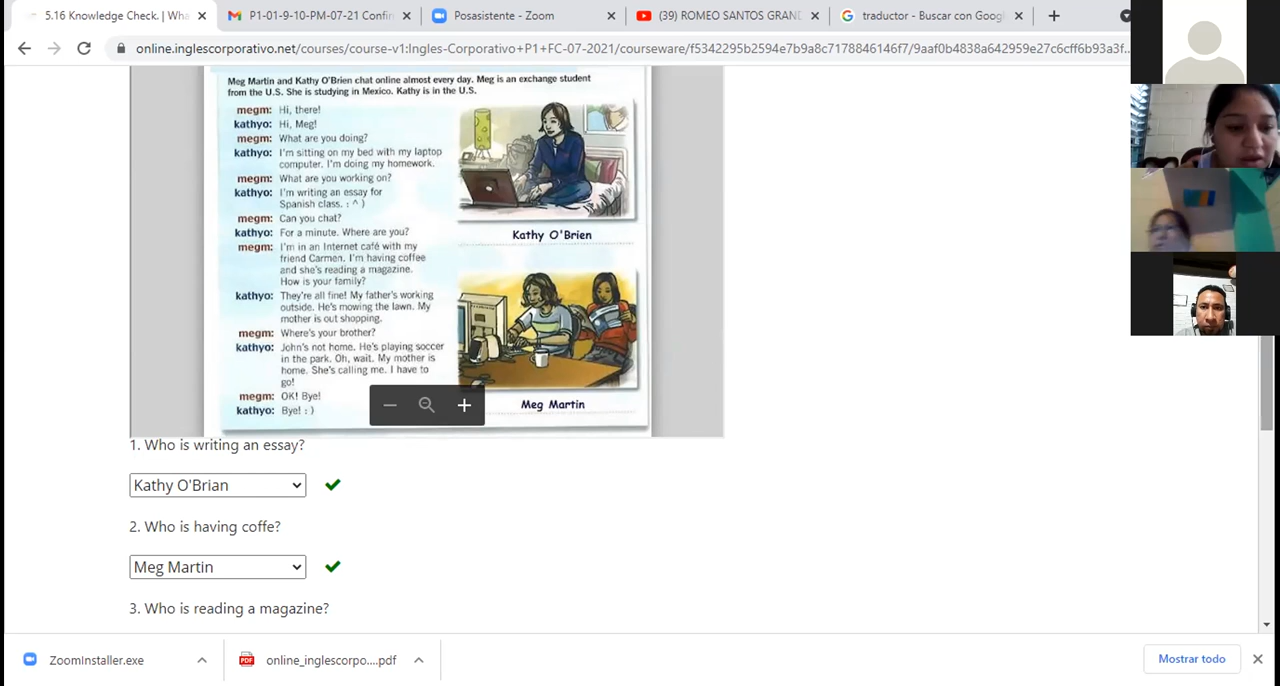 5.16 Knowledge Check. | Wha
P1-01-9-10-PM-07-21 Confir
Posasistente - Zoom
(39) ROMEO SANTOS GRAN
traductor - Buscar con Goog
online.inglescorporativo.net/courses/course-v1:Ingles-Corporativo+P1+FC-07-2021/courseware/f5342295b2594e7b9a8c7178846146f7/9aaf0b4838a642959e27c6cff6b93a3f...
Meg Martin and Kathy O'Brien chat online almost every day. Meg is an exchange student
from the U.S. She is studying in Mexico. Kathy is in the U.S.
megm: Hi, there!
kathyo: Hi, Meg!
megm: What are you doing?
kathyo: I'm sitting on my bed with my laptop
computer. I'm doing my homework.
megm: What are you working on?
kathyo: I'm writing an essay for
Spanish class. : ^ )
megm: Can you chat?
kathyo: For a minute. Where are you?
megm: I'm in an Internet café with my
friend Carmen. I'm having coffee
and she's reading a magazine.
How is your family?
kathyo: They're all fine! My father's working
outside. He's mowing the lawn. My
mother is out shopping.
megm: Where's your brother?
kathyo: John's not home. He's playing soccer
in the park. Oh, wait. My mother is
home. She's calling me. I have to
go!
megm: OK! Bye!
kathyo: Bye! : )
Kathy O'Brien
Meg Martin
1. Who is writing an essay?
Kathy O'Brian
2. Who is having coffe?
Meg Martin
3. Who is reading a magazine?
ZoomInstaller.exe
online_inglescorpo....pdf
Mostrar todo